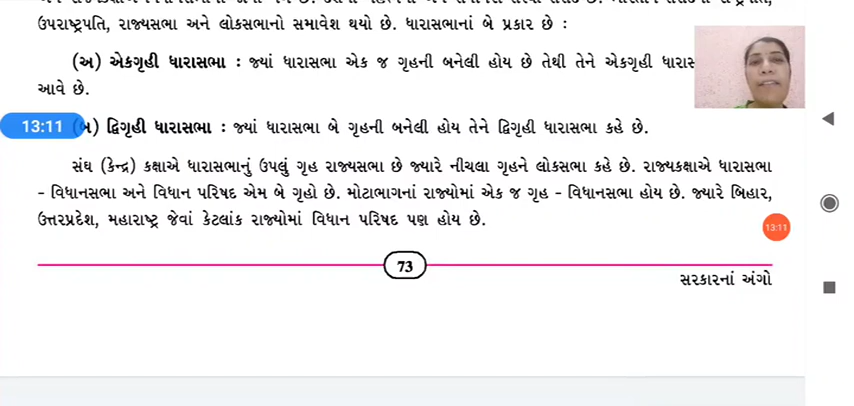 ઉપરાષ્ટ્રપતિ, રાજ્યસભા અને લોકસભાનો સમાવેશ થયો છે. ધારાસભાનાં બે પ્રકાર છે :
(અ) એકગૃહી ધારાસભા : જ્યાં ધારાસભા એક જ ગૃહની બનેલી હોય છે તેથી તેને એકગૃહી ધારાસ
આવે છે.
13:11 બ) દ્વિગૃહી ધારાસભા : જ્યાં ધારાસભા બે ગૃહની બનેલી હોય તેને દ્વિગૃહી ધારાસભા કહે છે.
સંઘ (કેન્દ્ર) કક્ષાએ ધારાસભાનું ઉપલું ગૃહ રાજ્યસભા છે જ્યારે નીચલા ગૃહને લોકસભા કહે છે. રાજ્યકક્ષાએ ધારાસભા
- વિધાનસભા અને વિધાન પરિષદ એમ બે ગૃહો છે. મોટાભાગનાં રાજ્યોમાં એક જ ગૃહ - વિધાનસભા હોય છે. જ્યારે બિહાર,
ઉત્તરપ્રદેશ, મહારાષ્ટ્ર જેવાં કેટલાંક રાજ્યોમાં વિધાન પરિષદ પણ હોય છે.
13:11
73
સરકારનાં અંગો